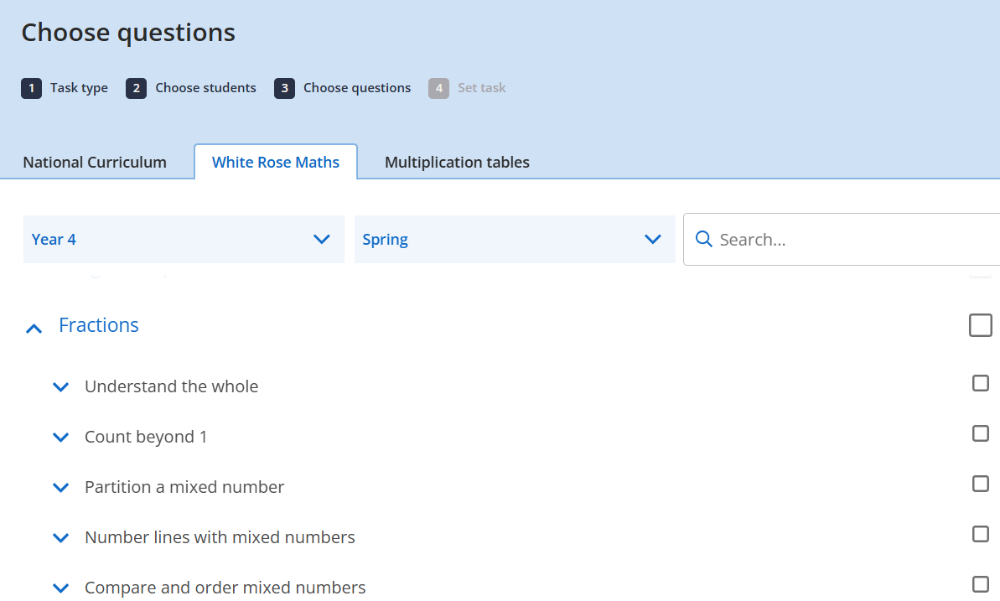 Choose questions
1 Task type 2 Choose students 3 Choose questions 4 Set task
National Curriculum White Rose Maths Multiplication tables
Year 4 Spring Search...
Fractions
Understand the whole
Count beyond 1
Partition a mixed number
Number lines with mixed numbers
Compare and order mixed numbers